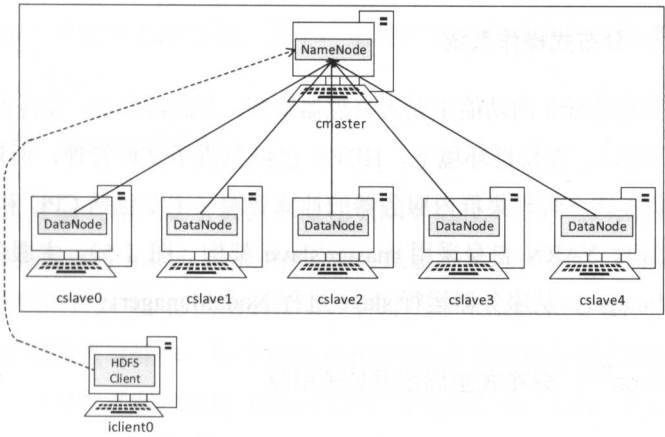 NameNode
cmaster
DataNode
DataNode
DataNode
DataNode
DataNode
cslave0
cslave1
cslave2
cslave3
cslave4
HDFS
Client
iclient0